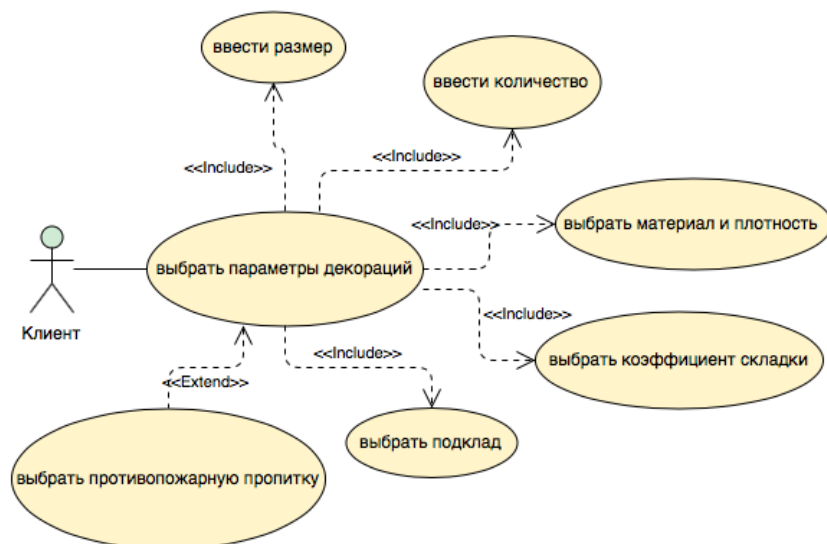 ввести размер
ввести количество
<<Include>>
<<Include>>
выбрать материал и плотность
<<Include>>
выбрать параметры декораций
<<Include>>
Клиент
<<Include>>
выбрать коэффициент складки
<<Extend>>
выбрать подклад
выбрать противопожарную пропитку